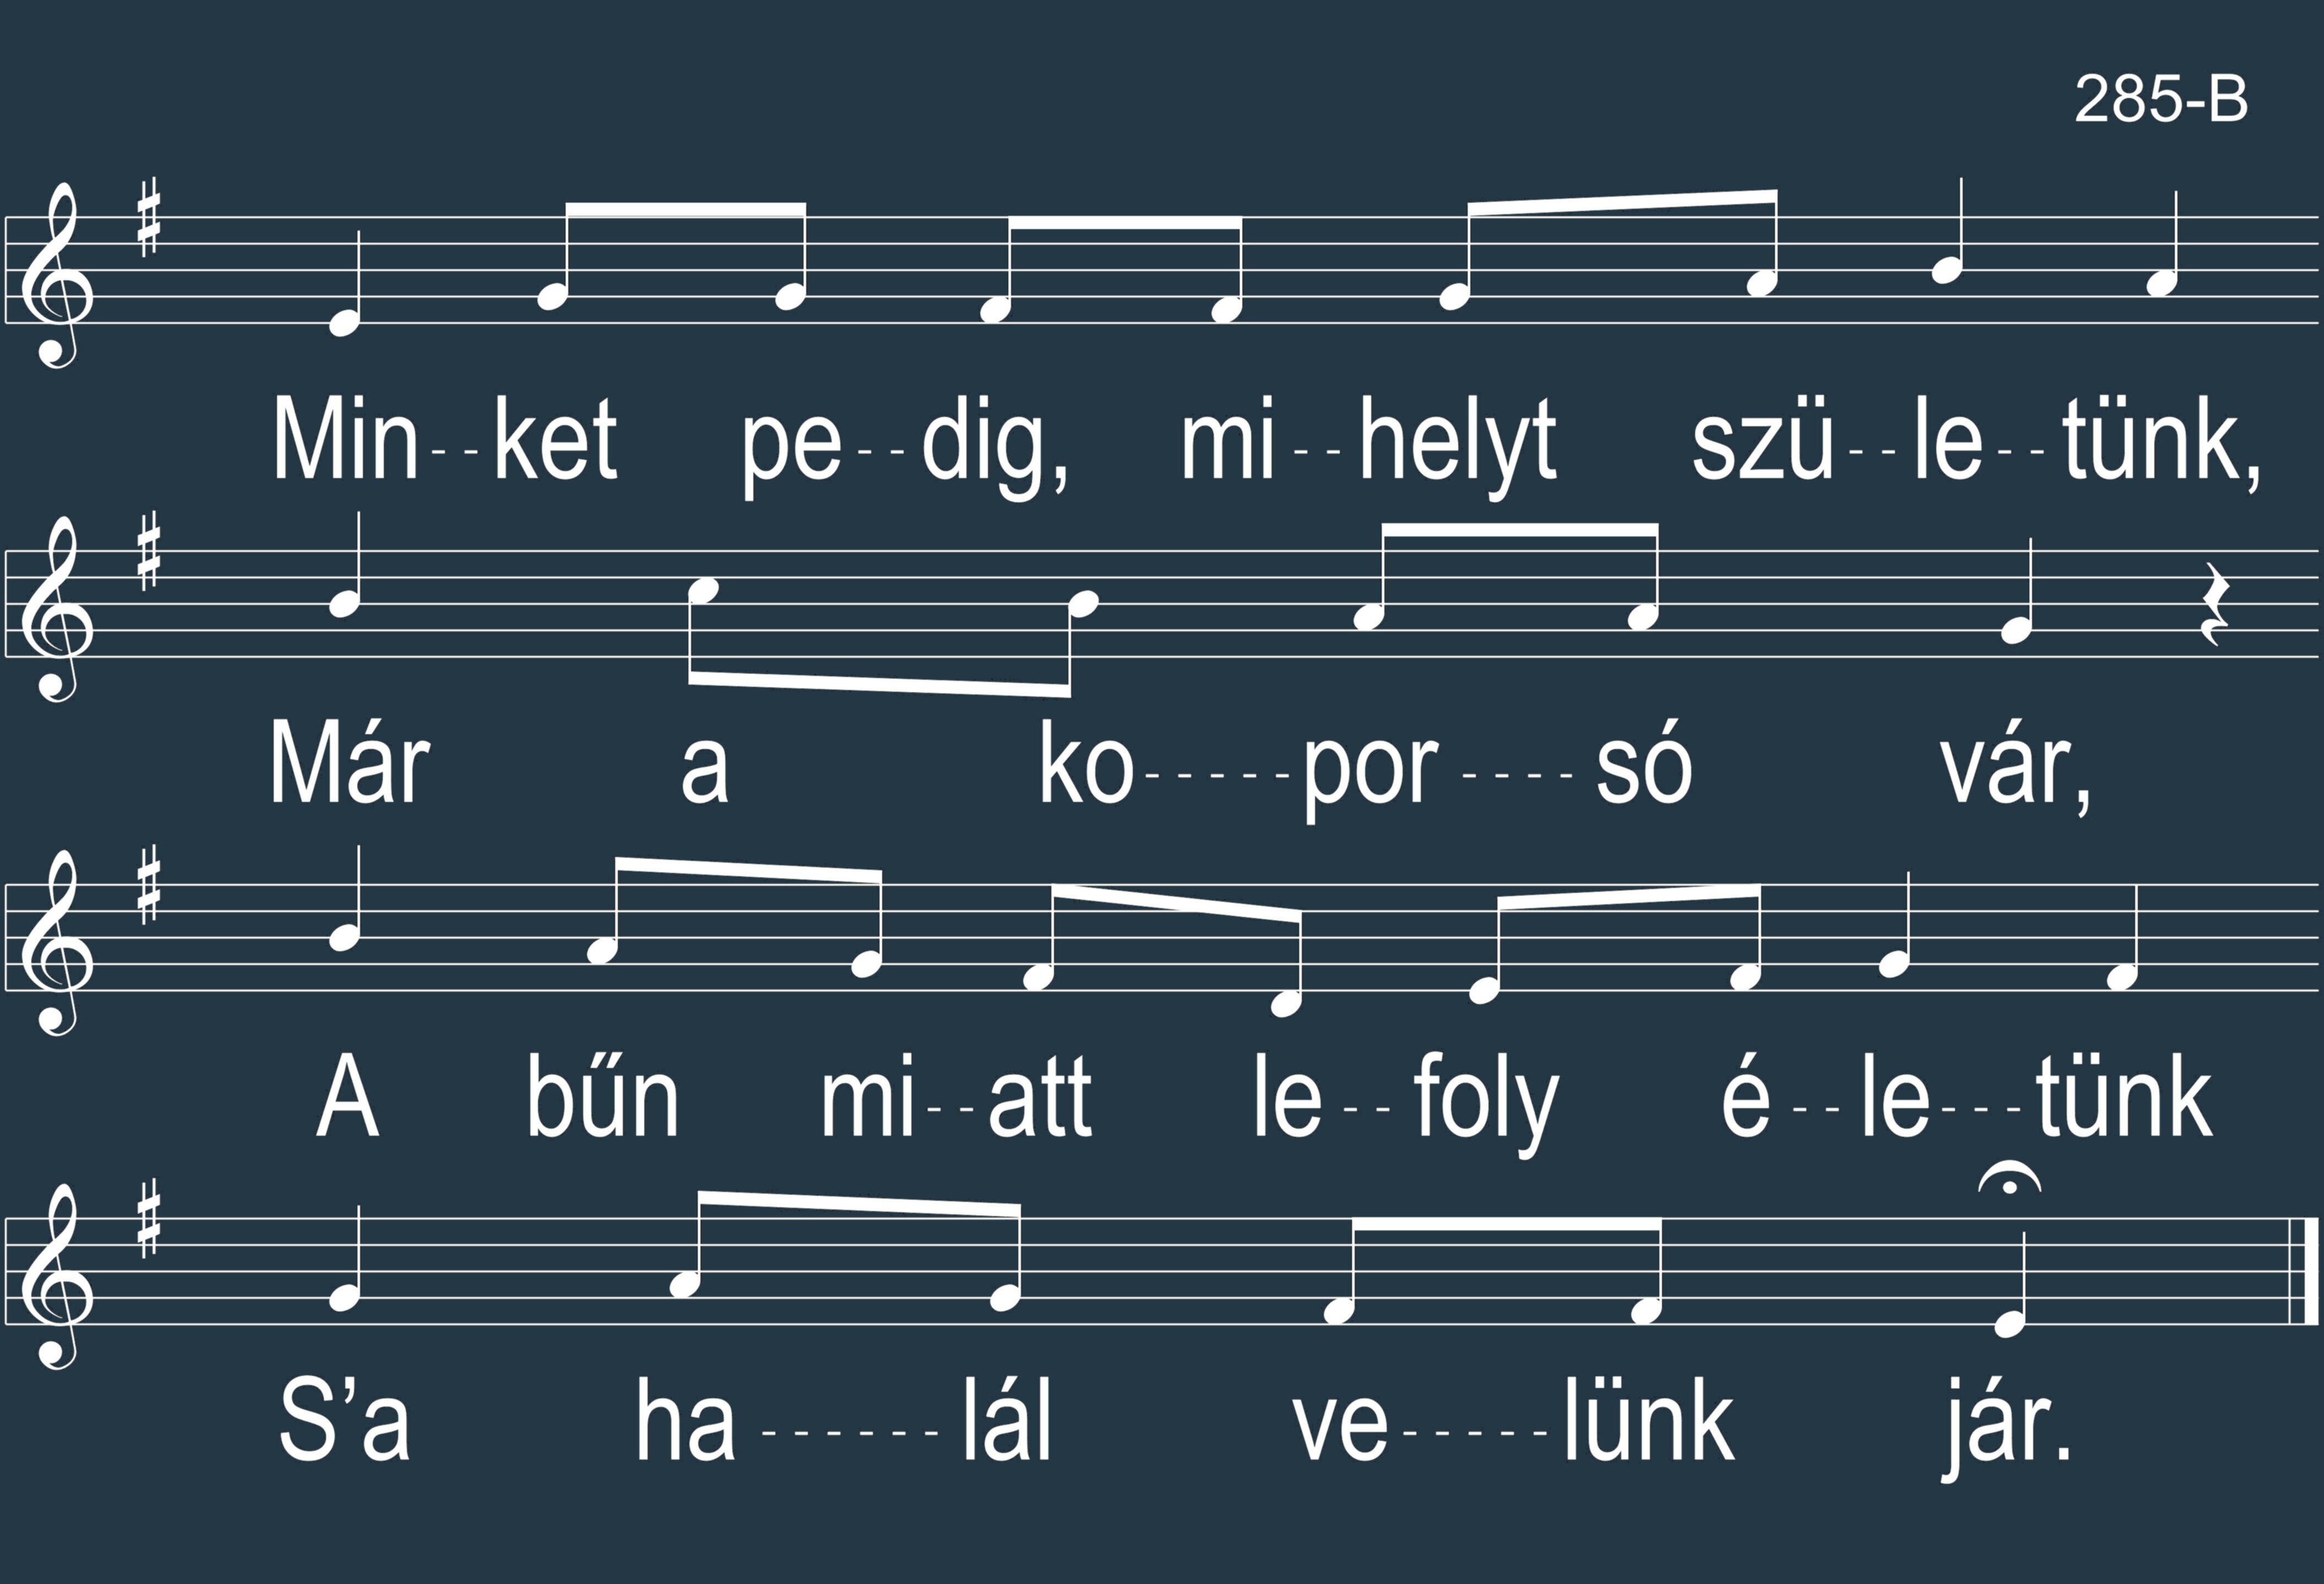 285-B
Min--ket pe--dig, mi--helyt szü--le--tünk,
Már a ko-----por----só vár,
A bűn mi--att le--foly é--le---tünk
S’a ha------lál ve-----lünk jár.